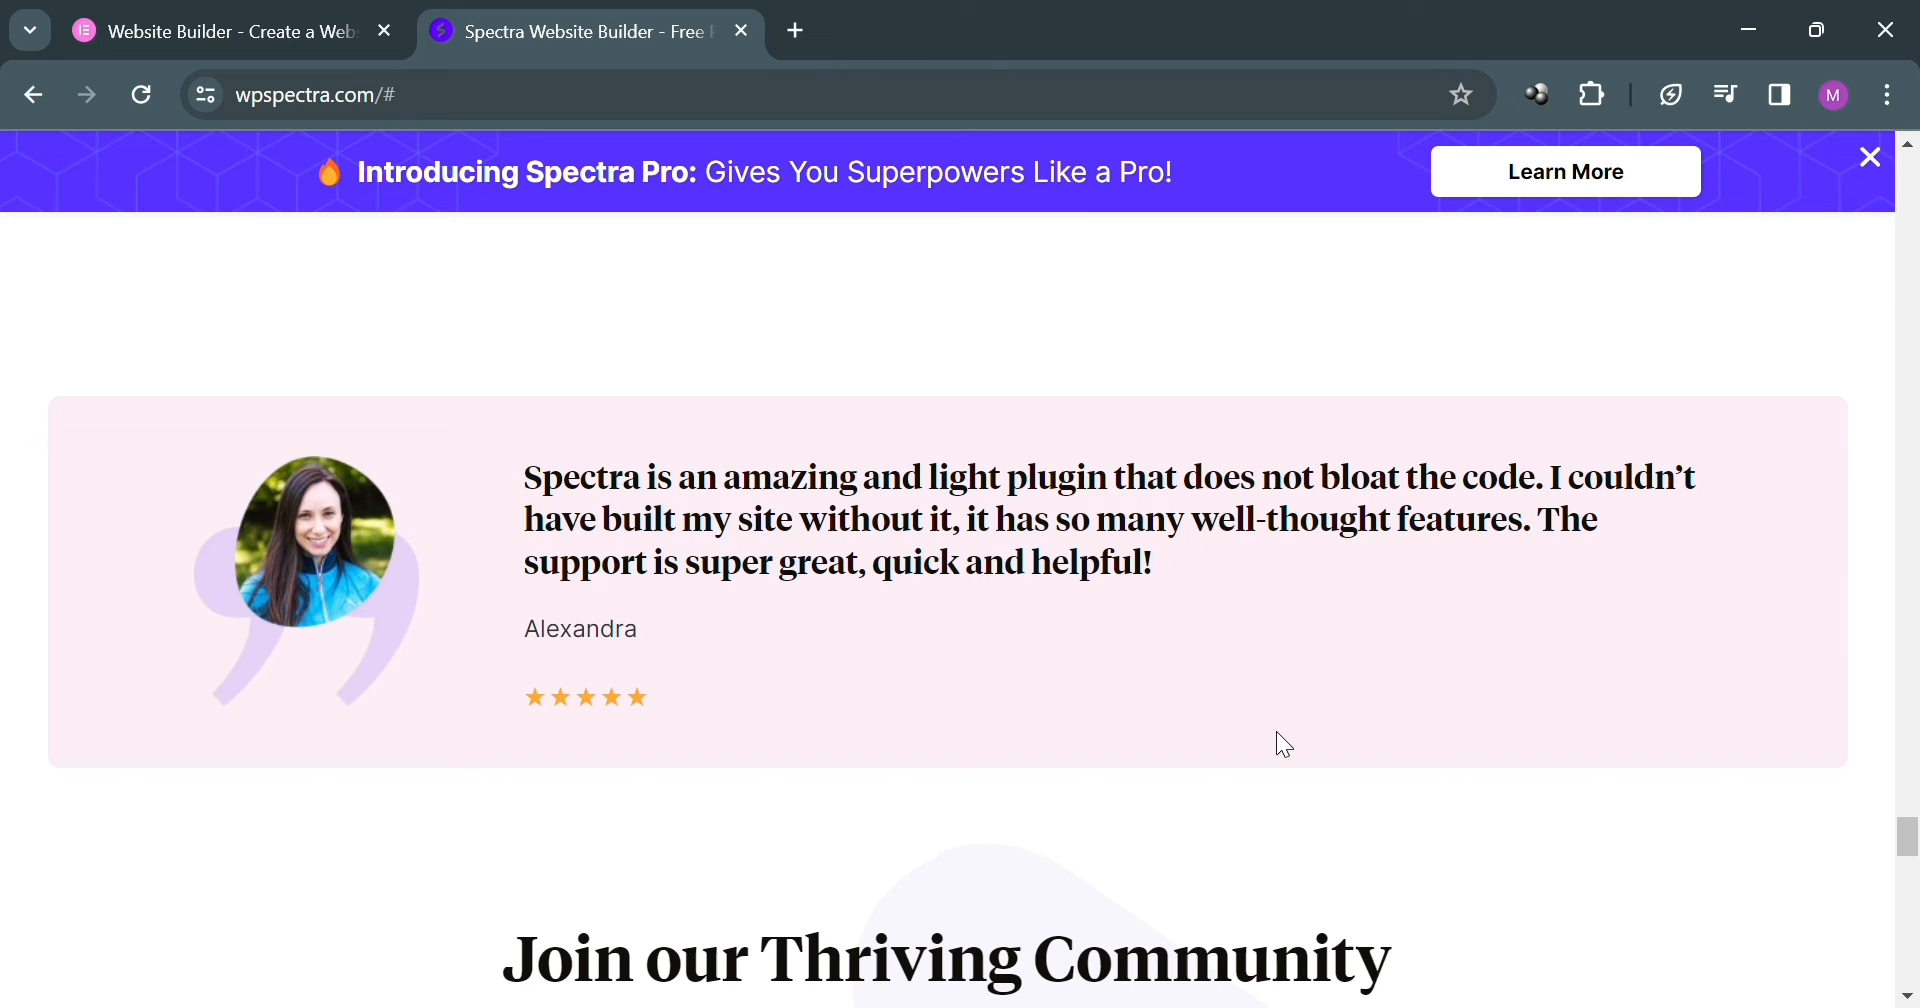 Website Builder - Create a Web
Spectra Website Builder - Free
wpspectra.com/#
M
Introducing Spectra Pro: Gives You Superpowers Like a Pro!
Learn More
Spectra is an amazing and light plugin that does not bloat the code. I couldn’t
have built my site without it, it has so many well-thought features. The
support is super great, quick and helpful!
Alexandra
Join our Thriving Community